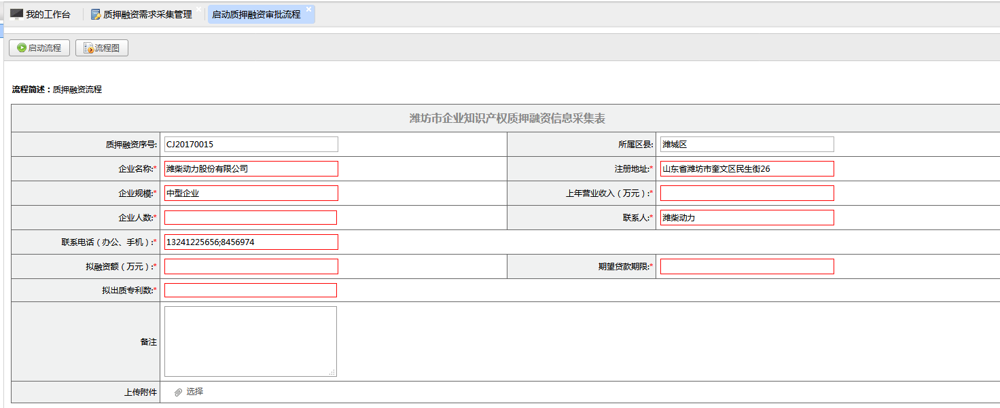 我的工作台 质押融资需求采集管理 启动质押融资审批流程
启动流程 流程图
流程简述：质押融资流程
潍坊市企业知识产权质押融资信息采集表
质押融资序号: CJ20170015 所属区县: 潍城区
企业名称:* 潍柴动力股份有限公司 注册地址:* 山东省潍坊市奎文区民生街26
企业规模:* 中型企业 上年营业收入（万元）:*
企业人数:* 联系人:* 潍柴动力
联系电话（办公、手机）:* 13241225656;8456974
拟融资额（万元）:* 期望贷款期限:*
拟出质专利数:*
备注
上传附件 选择